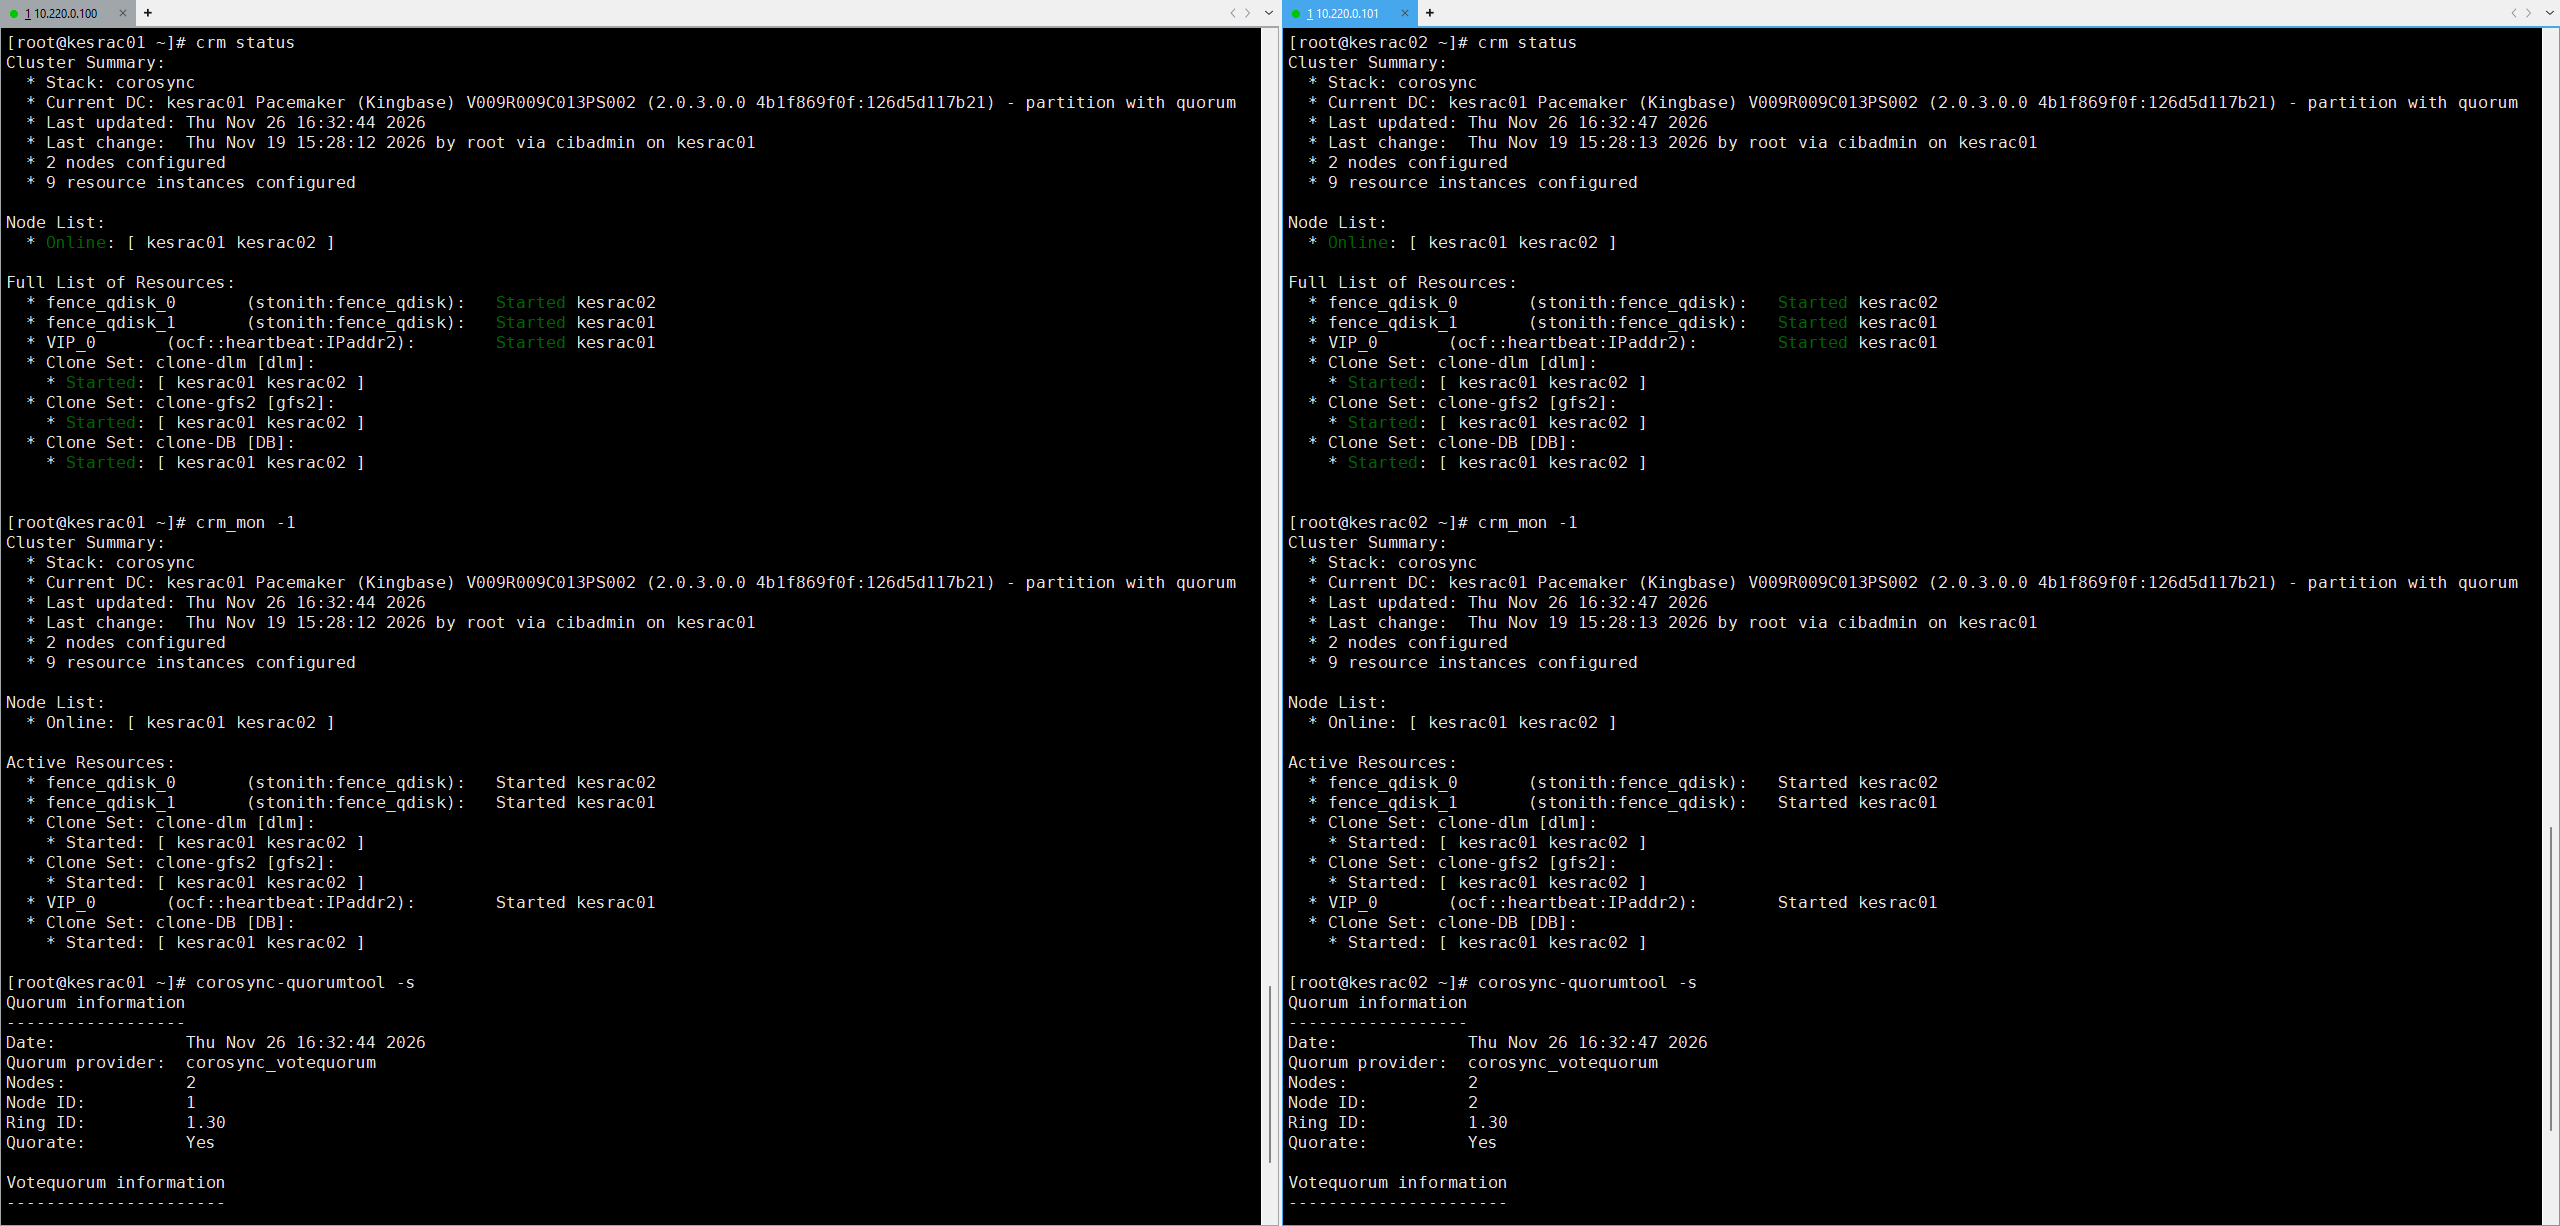 1 10.220.0.100
[root@kesrac01 ~]# crm status
Cluster Summary:
  * Stack: corosync
  * Current DC: kesrac01 Pacemaker (Kingbase) V009R009C013PS002 (2.0.3.0.0 4b1f869f0f:126d5d117b21) - partition with quorum
  * Last updated: Thu Nov 26 16:32:44 2026
  * Last change:  Thu Nov 19 15:28:12 2026 by root via cibadmin on kesrac01
  * 2 nodes configured
  * 9 resource instances configured
Node List:
  * Online: [ kesrac01 kesrac02 ]
Full List of Resources:
  * fence_qdisk_0       (stonith:fence_qdisk):   Started kesrac02
  * fence_qdisk_1       (stonith:fence_qdisk):   Started kesrac01
  * VIP_0       (ocf::heartbeat:IPaddr2):        Started kesrac01
  * Clone Set: clone-dlm [dlm]:
    * Started: [ kesrac01 kesrac02 ]
  * Clone Set: clone-gfs2 [gfs2]:
    * Started: [ kesrac01 kesrac02 ]
  * Clone Set: clone-DB [DB]:
    * Started: [ kesrac01 kesrac02 ]
[root@kesrac01 ~]# crm_mon -1
Cluster Summary:
  * Stack: corosync
  * Current DC: kesrac01 Pacemaker (Kingbase) V009R009C013PS002 (2.0.3.0.0 4b1f869f0f:126d5d117b21) - partition with quorum
  * Last updated: Thu Nov 26 16:32:44 2026
  * Last change:  Thu Nov 19 15:28:12 2026 by root via cibadmin on kesrac01
  * 2 nodes configured
  * 9 resource instances configured
Node List:
  * Online: [ kesrac01 kesrac02 ]
Active Resources:
  * fence_qdisk_0       (stonith:fence_qdisk):   Started kesrac02
  * fence_qdisk_1       (stonith:fence_qdisk):   Started kesrac01
  * Clone Set: clone-dlm [dlm]:
    * Started: [ kesrac01 kesrac02 ]
  * Clone Set: clone-gfs2 [gfs2]:
    * Started: [ kesrac01 kesrac02 ]
  * VIP_0       (ocf::heartbeat:IPaddr2):        Started kesrac01
  * Clone Set: clone-DB [DB]:
    * Started: [ kesrac01 kesrac02 ]
[root@kesrac01 ~]# corosync-quorumtool -s
Quorum information
------------------
Date:             Thu Nov 26 16:32:44 2026
Quorum provider:  corosync_votequorum
Nodes:            2
Node ID:          1
Ring ID:          1.30
Quorate:          Yes
Votequorum information
----------------------
1 10.220.0.101
[root@kesrac02 ~]# crm status
Cluster Summary:
  * Stack: corosync
  * Current DC: kesrac01 Pacemaker (Kingbase) V009R009C013PS002 (2.0.3.0.0 4b1f869f0f:126d5d117b21) - partition with quorum
  * Last updated: Thu Nov 26 16:32:47 2026
  * Last change:  Thu Nov 19 15:28:13 2026 by root via cibadmin on kesrac01
  * 2 nodes configured
  * 9 resource instances configured
Node List:
  * Online: [ kesrac01 kesrac02 ]
Full List of Resources:
  * fence_qdisk_0       (stonith:fence_qdisk):   Started kesrac02
  * fence_qdisk_1       (stonith:fence_qdisk):   Started kesrac01
  * VIP_0       (ocf::heartbeat:IPaddr2):        Started kesrac01
  * Clone Set: clone-dlm [dlm]:
    * Started: [ kesrac01 kesrac02 ]
  * Clone Set: clone-gfs2 [gfs2]:
    * Started: [ kesrac01 kesrac02 ]
  * Clone Set: clone-DB [DB]:
    * Started: [ kesrac01 kesrac02 ]
[root@kesrac02 ~]# crm_mon -1
Cluster Summary:
  * Stack: corosync
  * Current DC: kesrac01 Pacemaker (Kingbase) V009R009C013PS002 (2.0.3.0.0 4b1f869f0f:126d5d117b21) - partition with quorum
  * Last updated: Thu Nov 26 16:32:47 2026
  * Last change:  Thu Nov 19 15:28:13 2026 by root via cibadmin on kesrac01
  * 2 nodes configured
  * 9 resource instances configured
Node List:
  * Online: [ kesrac01 kesrac02 ]
Active Resources:
  * fence_qdisk_0       (stonith:fence_qdisk):   Started kesrac02
  * fence_qdisk_1       (stonith:fence_qdisk):   Started kesrac01
  * Clone Set: clone-dlm [dlm]:
    * Started: [ kesrac01 kesrac02 ]
  * Clone Set: clone-gfs2 [gfs2]:
    * Started: [ kesrac01 kesrac02 ]
  * VIP_0       (ocf::heartbeat:IPaddr2):        Started kesrac01
  * Clone Set: clone-DB [DB]:
    * Started: [ kesrac01 kesrac02 ]
[root@kesrac02 ~]# corosync-quorumtool -s
Quorum information
------------------
Date:             Thu Nov 26 16:32:47 2026
Quorum provider:  corosync_votequorum
Nodes:            2
Node ID:          2
Ring ID:          1.30
Quorate:          Yes
Votequorum information
----------------------